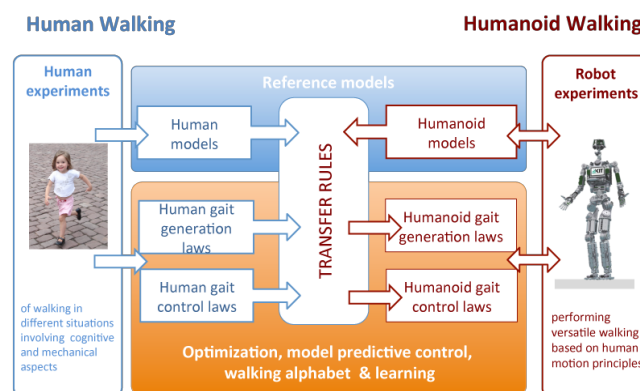 Human Walking
Humanoid Walking
Human
experiments
Reference models
Robot
experiments
Human
models
Humanoid
models
TRANSFER RULES
Human gait
generation
laws
Humanoid gait
generation laws
Human gait
control laws
Humanoid gait
control laws
of walking in
different situations
involving cognitive
and mechanical
aspects
performing
versatile walking
based on human
motion principles
Optimization, model predictive control,
walking alphabet & learning